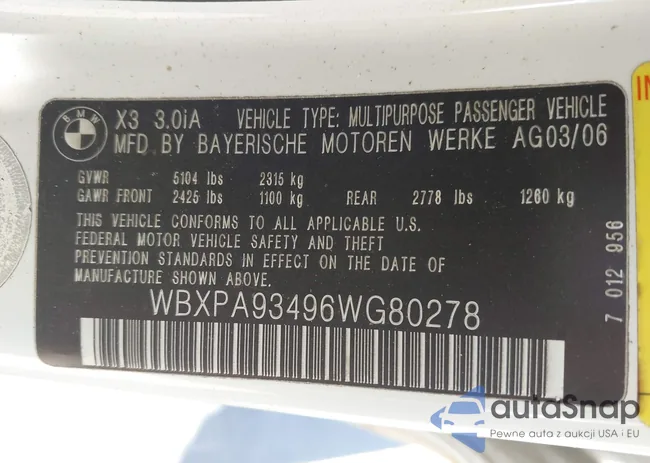 BMW
X3 3.0iA VEHICLE TYPE: MULTIPURPOSE PASSENGER VEHICLE
MFD BY BAYERISCHE MOTOREN WERKE AG03/06
GVWR 5104 lbs 2315 kg
GAWR FRONT 2425 lbs 1100 kg REAR 2778 lbs 1260 kg
THIS VEHICLE CONFORMS TO ALL APPLICABLE U.S.
FEDERAL MOTOR VEHICLE SAFETY AND THEFT
PREVENTION STANDARDS IN EFFECT ON THE DATE OF
MANUFACTURE SHOWN ABOVE.
WBXPA93496WG80278
7 012 956
IN
autaSnap
Pewne auta z aukcji USA i EU